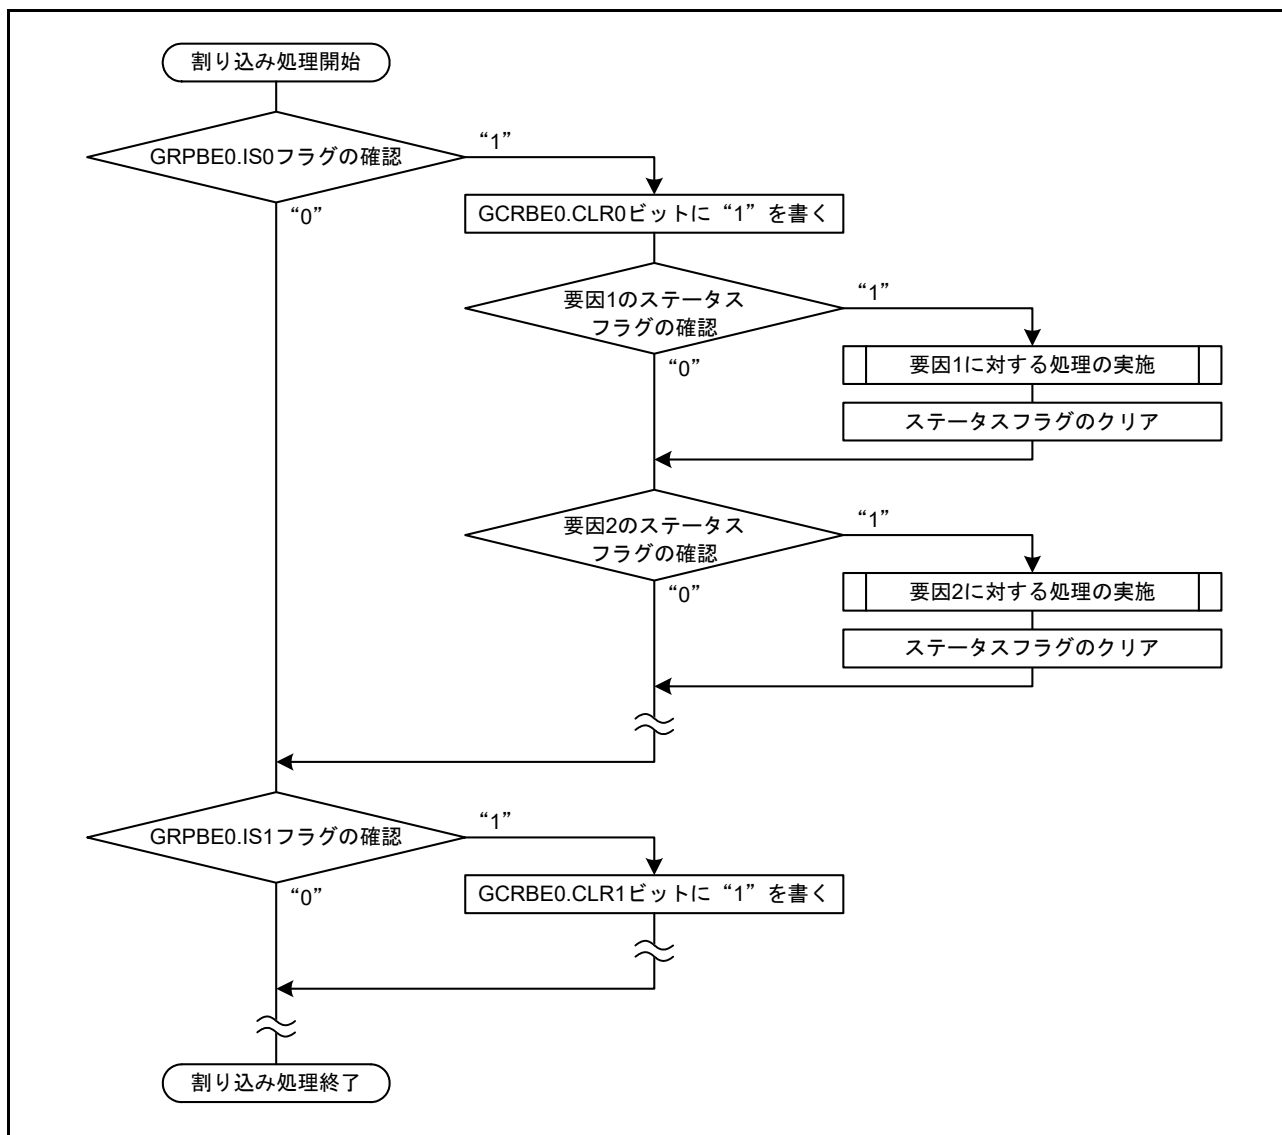 割り込み処理開始
GRPBE0.IS0フラグの確認
“1”
“0”
GCRBE0.CLR0ビットに“1”を書く
要因1のステータス
フラグの確認
“1”
“0”
要因1に対する処理の実施
ステータスフラグのクリア
要因2のステータス
フラグの確認
“1”
“0”
要因2に対する処理の実施
ステータスフラグのクリア
GRPBE0.IS1フラグの確認
“1”
“0”
GCRBE0.CLR1ビットに“1”を書く
割り込み処理終了